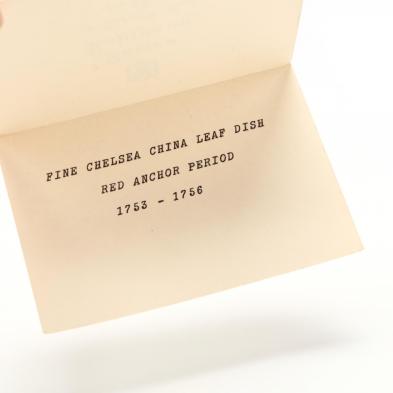 FINE CHELSEA CHINA LEAF DISH
RED ANCHOR PERIOD
1753 - 1756